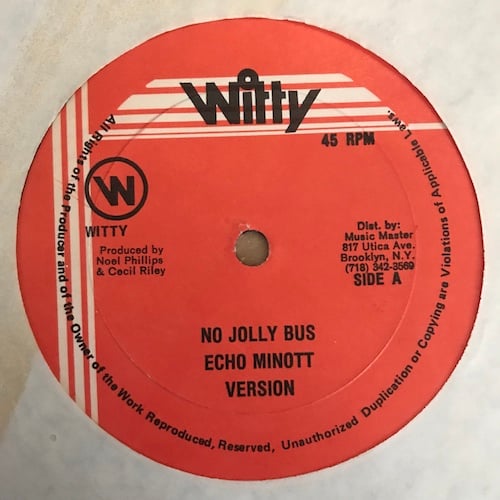 Witty
45 RPM
W
WITTY
Produced by
Noel Phillips
& Cecil Riley
Dist. by:
Music Master
817 Utica Ave.
Brooklyn, N.Y.
(718) 342-3569
SIDE A
NO JOLLY BUS
ECHO MINOTT
VERSION
All Rights of the Producer and of the Owner of the Work Reproduced, Reserved, Unauthorized Duplication or Copying are Violations of Applicable Laws.